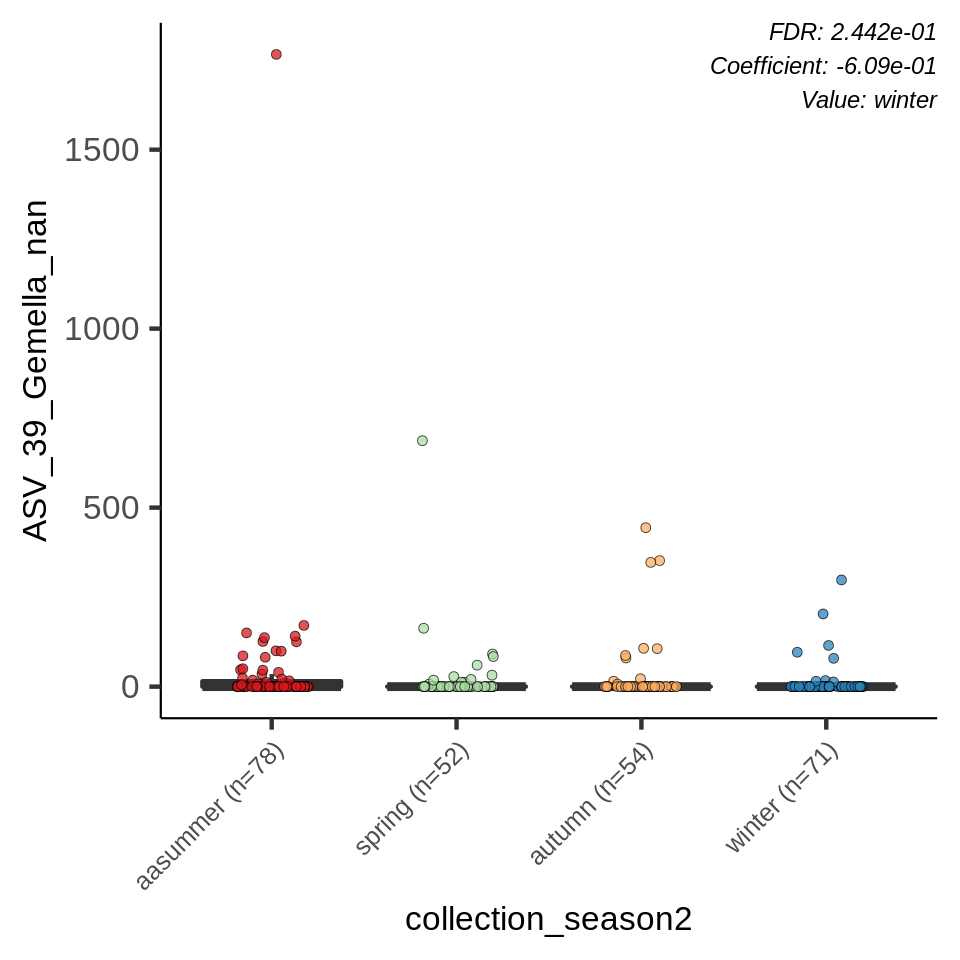 FDR: 2.442e-01
Coefficient: -6.09e-01
Value: winter
ASV_39_Gemella_nan
1500
1000
500
0
aasummer (n=78)
spring (n=52)
autumn (n=54)
winter (n=71)
collection_season2